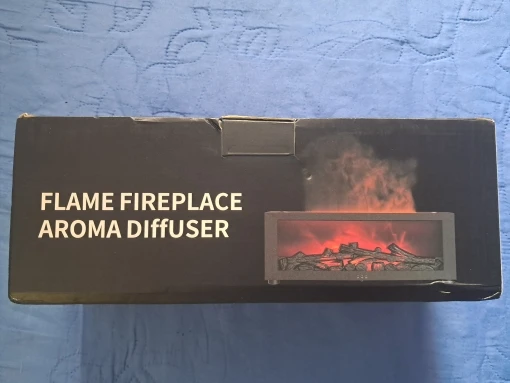 FLAME FIREPLACE
AROMA DIffUSER